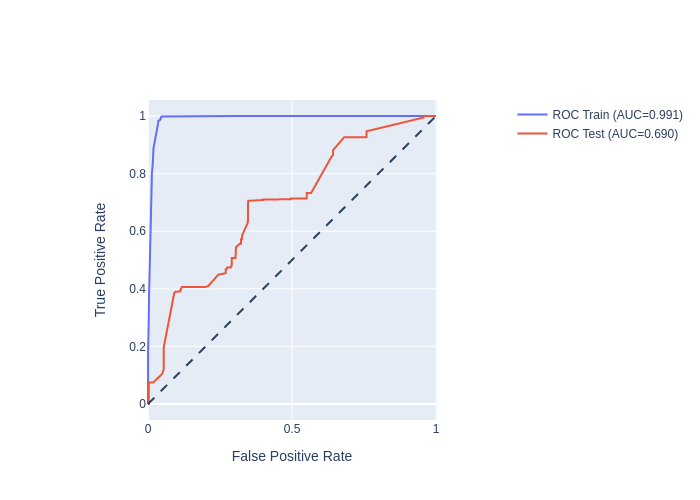 1
0.8
0.6
0.4
0.2
0
0
0.5
1
True Positive Rate
False Positive Rate
ROC Train (AUC=0.991)
ROC Test (AUC=0.690)